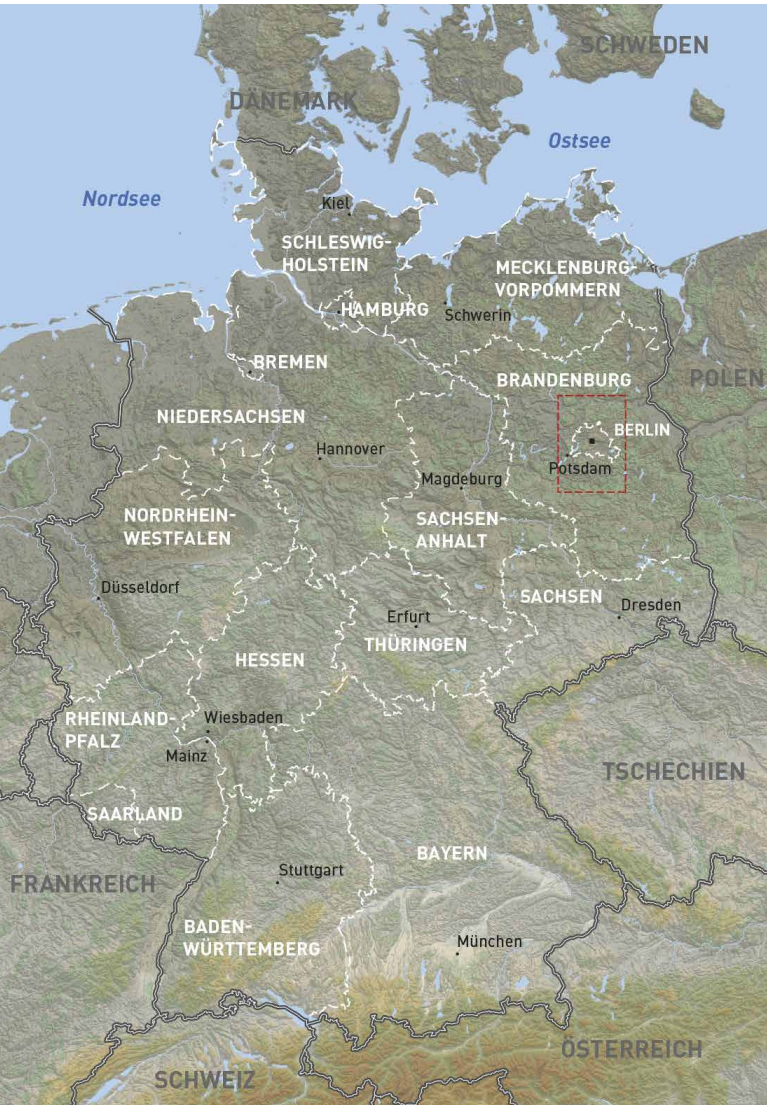 SCHWEDEN
DÄNEMARK
Ostsee
Nordsee
Kiel
SCHLESWIG-
HOLSTEIN
MECKLENBURG-
VORPOMMERN
HAMBURG
Schwerin
BREMEN
BRANDENBURG
POLEN
NIEDERSACHSEN
BERLIN
Hannover
Potsdam
Magdeburg
NORDRHEIN-
WESTFALEN
SACHSEN-
ANHALT
Düsseldorf
SACHSEN
Dresden
Erfurt
THÜRINGEN
HESSEN
RHEINLAND-
PFALZ
Wiesbaden
Mainz
TSCHECHIEN
SAARLAND
BAYERN
Stuttgart
FRANKREICH
BADEN-
WÜRTTEMBERG
München
ÖSTERREICH
SCHWEIZ